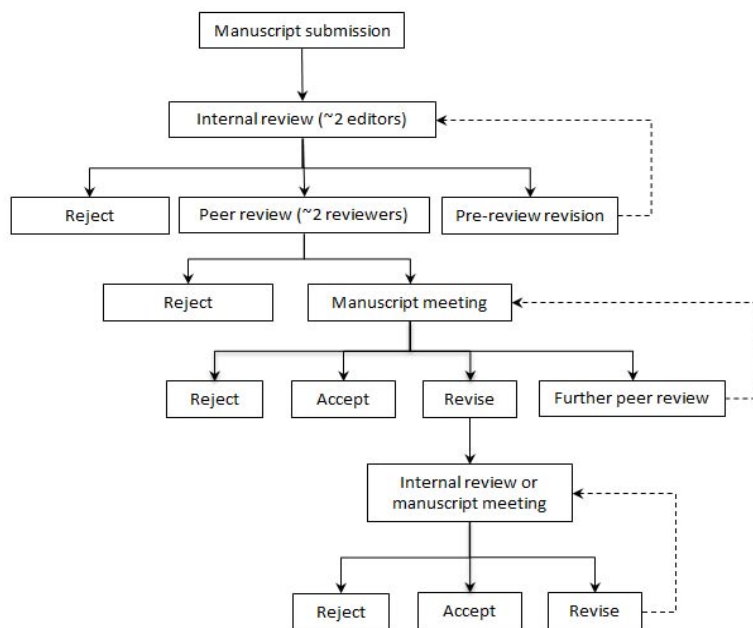 Manuscript submission
Internal review (~2 editors)
Reject
Peer review (~2 reviewers)
Pre-review revision
Reject
Manuscript meeting
Reject
Accept
Revise
Further peer review
Internal review or
manuscript meeting
Reject
Accept
Revise